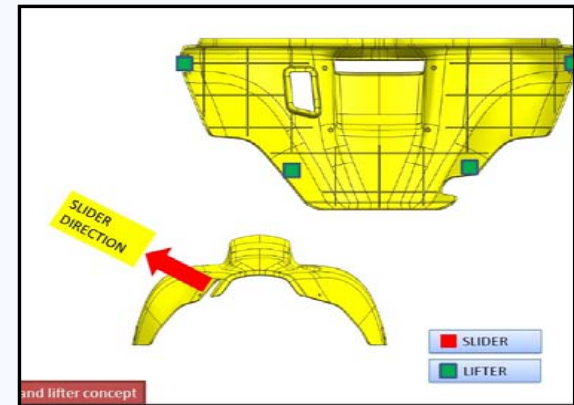 SLIDER
DIRECTION
SLIDER
LIFTER
and lifter concept